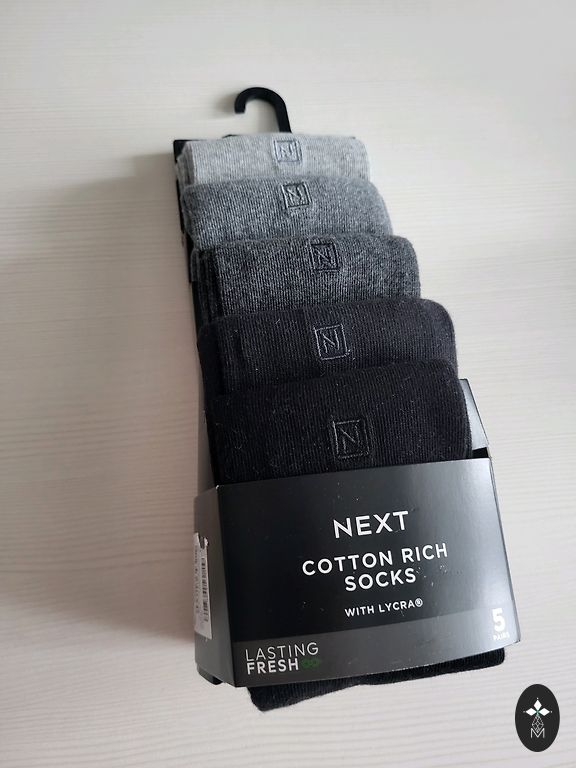 N
N
N
N
N
NEXT
COTTON RICH
SOCKS
WITH LYCRA®
5
PAIRS
LASTING
FRESH
M